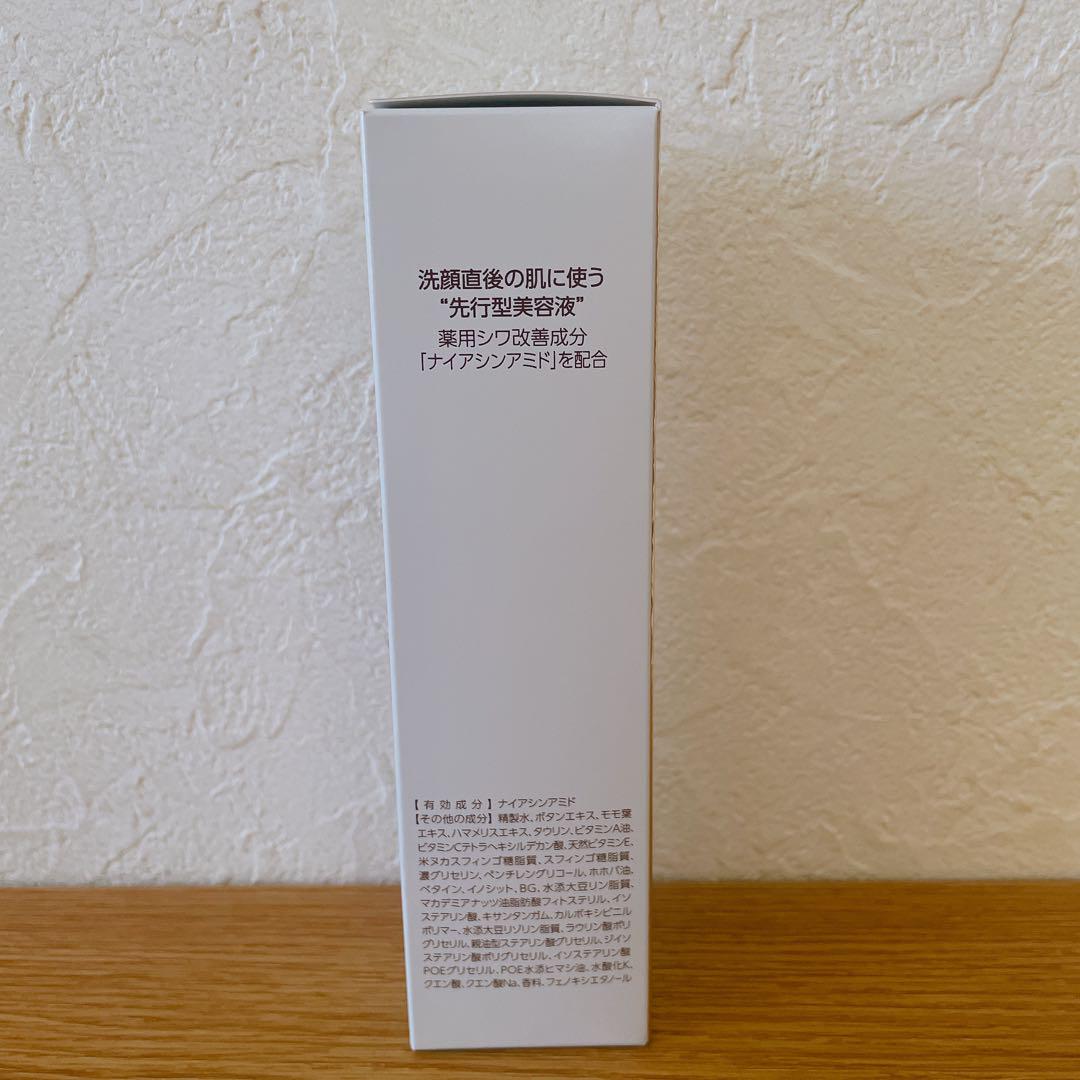 洗顔直後の肌に使う
“先行型美容液”
薬用シワ改善成分
「ナイアシンアミド」を配合
【有効成分】ナイアシンアミド
【その他の成分】精製水、ボタンエキス、モモ葉
エキス、ハマメリスエキス、タウリン、ビタミンA油、
ビタミンCテトラヘキシルデカン酸、天然ビタミンE、
米ヌカスフィンゴ糖脂質、スフィンゴ糖脂質、
濃グリセリン、ペンチレングリコール、ホホバ油、
ベタイン、イノシット、BG、水添大豆リン脂質、
マカデミアナッツ油脂肪酸フィトステリル、イソ
ステアリン酸、キサンタンガム、カルボキシビニル
ポリマー、水添大豆リゾリン脂質、ラウリン酸ポリ
グリセリル、親油型ステアリン酸グリセリル、ジイソ
ステアリン酸ポリグリセリル、イソステアリン酸
POEグリセリル、POE水添ヒマシ油、水酸化K、
クエン酸、クエン酸Na、香料、フェノキシエタノール